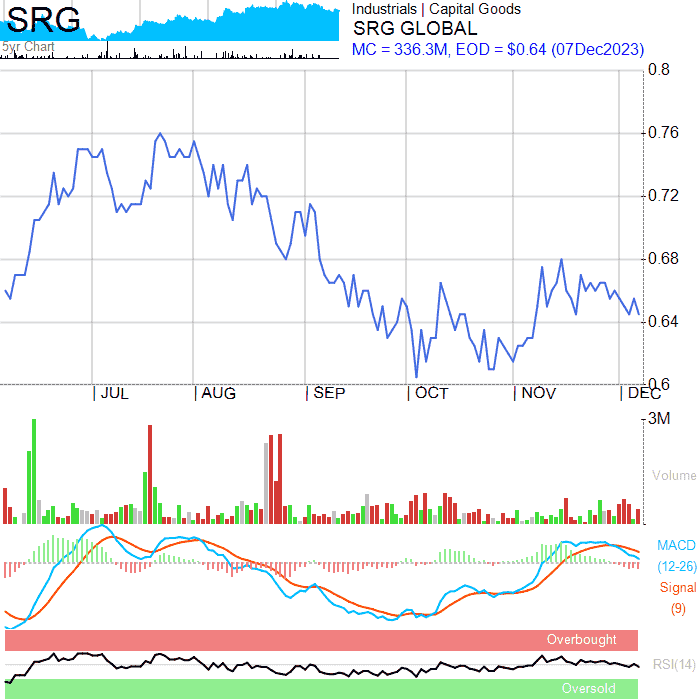 SRG
5yr Chart
Industrials | Capital Goods
SRG GLOBAL
MC = 336.3M, EOD = $0.64 (07Dec2023)
0.8
0.76
0.72
0.68
0.64
0.6
JUL AUG SEP OCT NOV DEC
3M
Volume
MACD
(12-26)
Signal
(9)
Overbought
RSI(14)
Oversold